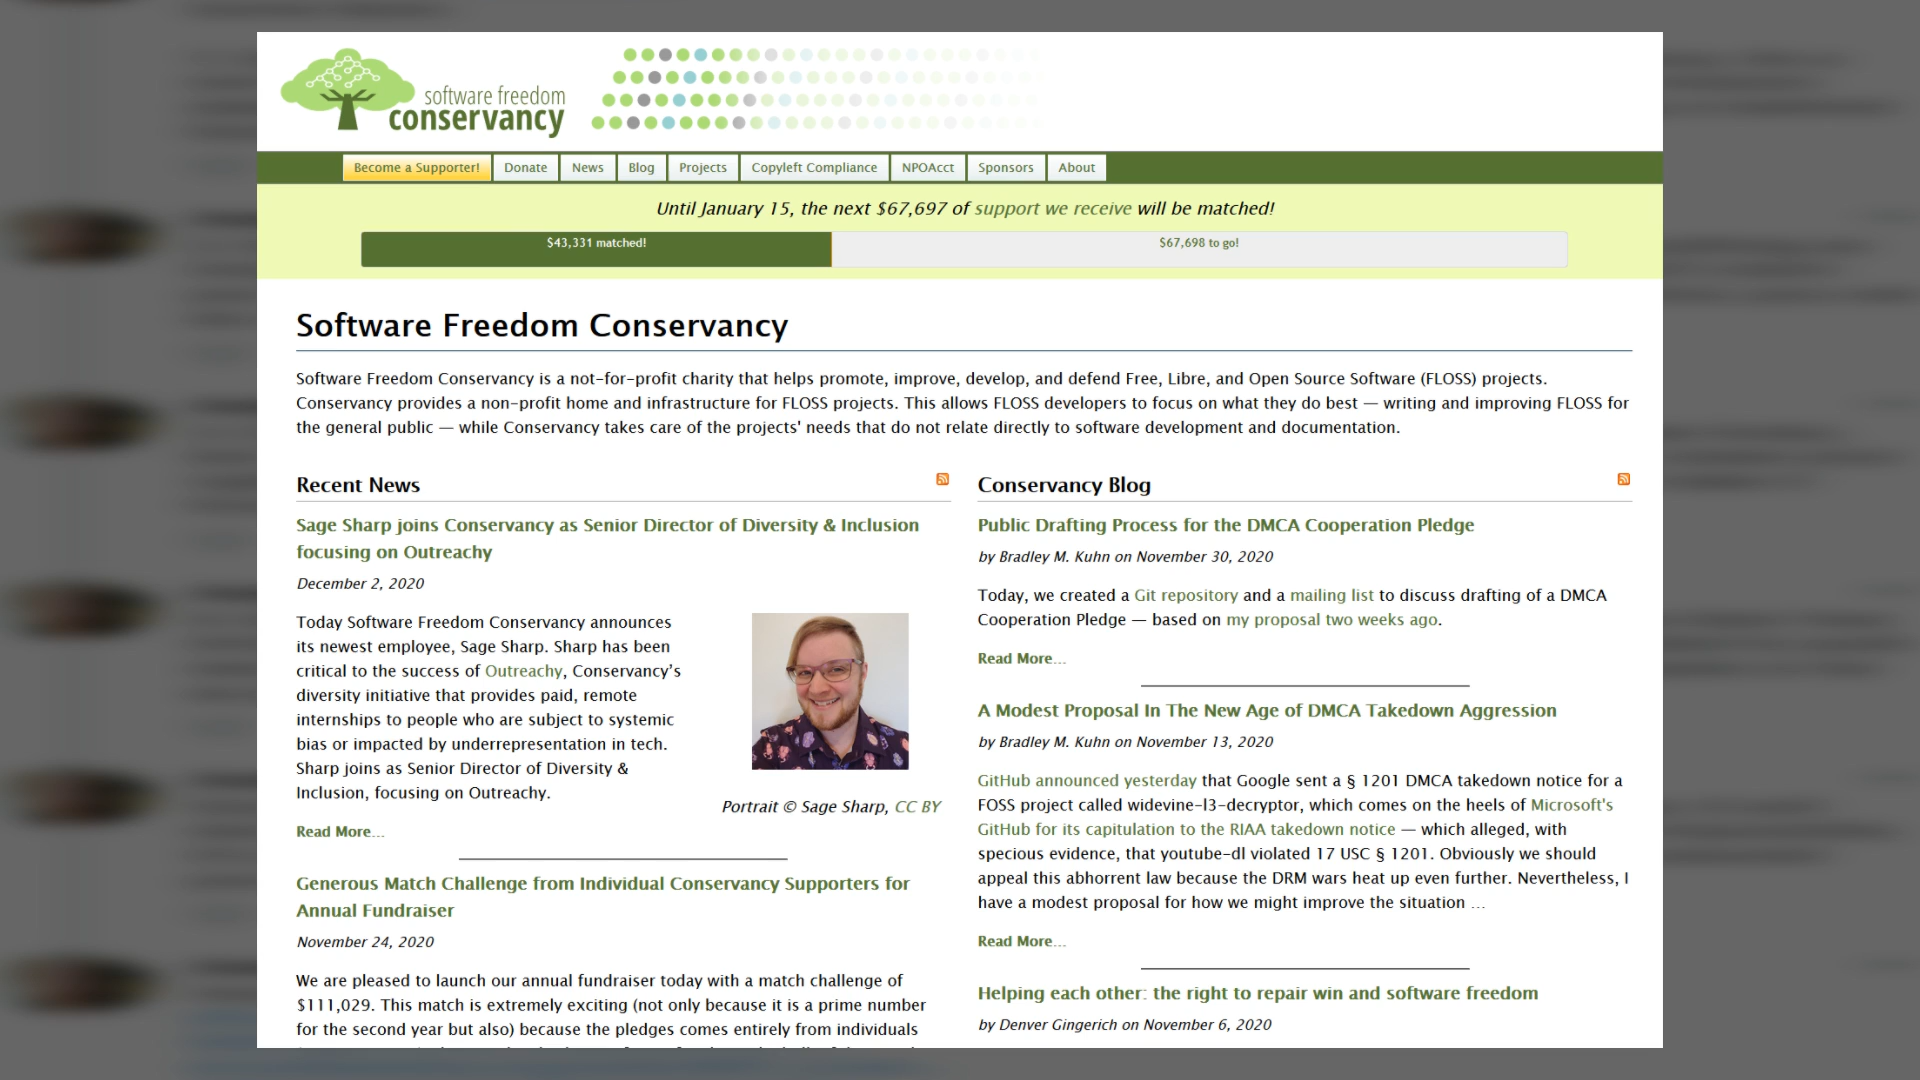 software freedom
conservancy
Become a Supporter!
Donate
News
Blog
Projects
Copyleft Compliance
NPOAcct
Sponsors
About
Until January 15, the next $67,697 of support we receive will be matched!
$43,331 matched!
$67,698 to go!
Software Freedom Conservancy
Software Freedom Conservancy is a not-for-profit charity that helps promote, improve, develop, and defend Free, Libre, and Open Source Software (FLOSS) projects.
Conservancy provides a non-profit home and infrastructure for FLOSS projects. This allows FLOSS developers to focus on what they do best — writing and improving FLOSS for
the general public — while Conservancy takes care of the projects' needs that do not relate directly to software development and documentation.
Recent News
Sage Sharp joins Conservancy as Senior Director of Diversity & Inclusion
focusing on Outreachy
December 2, 2020
Today Software Freedom Conservancy announces
its newest employee, Sage Sharp. Sharp has been
critical to the success of Outreachy, Conservancy’s
diversity initiative that provides paid, remote
internships to people who are subject to systemic
bias or impacted by underrepresentation in tech.
Sharp joins as Senior Director of Diversity &
Inclusion, focusing on Outreachy.
Portrait © Sage Sharp, CC BY
Read More...
Generous Match Challenge from Individual Conservancy Supporters for
Annual Fundraiser
November 24, 2020
We are pleased to launch our annual fundraiser today with a match challenge of
$111,029. This match is extremely exciting (not only because it is a prime number
for the second year but also) because the pledges comes entirely from individuals
Conservancy Blog
Public Drafting Process for the DMCA Cooperation Pledge
by Bradley M. Kuhn on November 30, 2020
Today, we created a Git repository and a mailing list to discuss drafting of a DMCA
Cooperation Pledge — based on my proposal two weeks ago.
Read More...
A Modest Proposal In The New Age of DMCA Takedown Aggression
by Bradley M. Kuhn on November 13, 2020
GitHub announced yesterday that Google sent a § 1201 DMCA takedown notice for a
FOSS project called widevine-l3-decryptor, which comes on the heels of Microsoft's
GitHub for its capitulation to the RIAA takedown notice — which alleged, with
specious evidence, that youtube-dl violated 17 USC § 1201. Obviously we should
appeal this abhorrent law because the DRM wars heat up even further. Nevertheless, I
have a modest proposal for how we might improve the situation …
Read More...
Helping each other: the right to repair win and software freedom
by Denver Gingerich on November 6, 2020